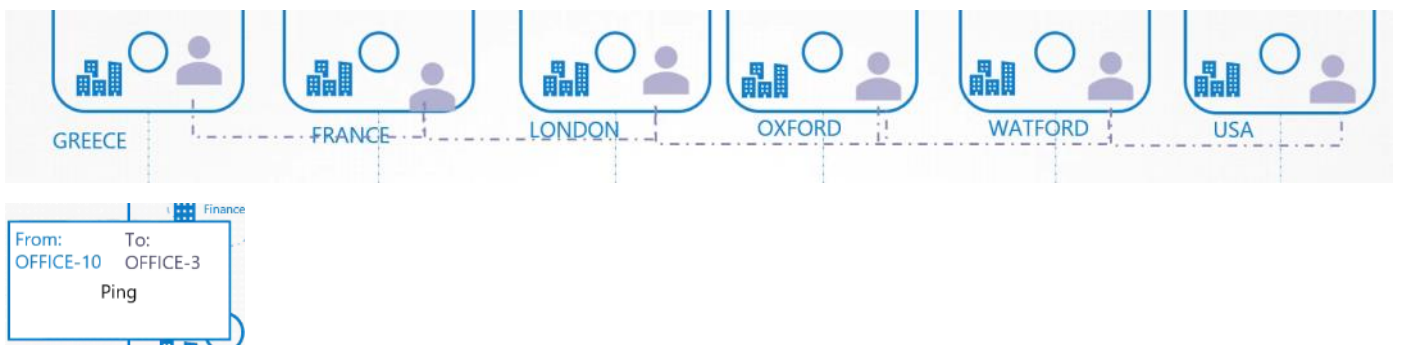 GREECE
FRANCE
LONDON
OXFORD
WATFORD
USA
Finance
From: To:
OFFICE-10 OFFICE-3
Ping